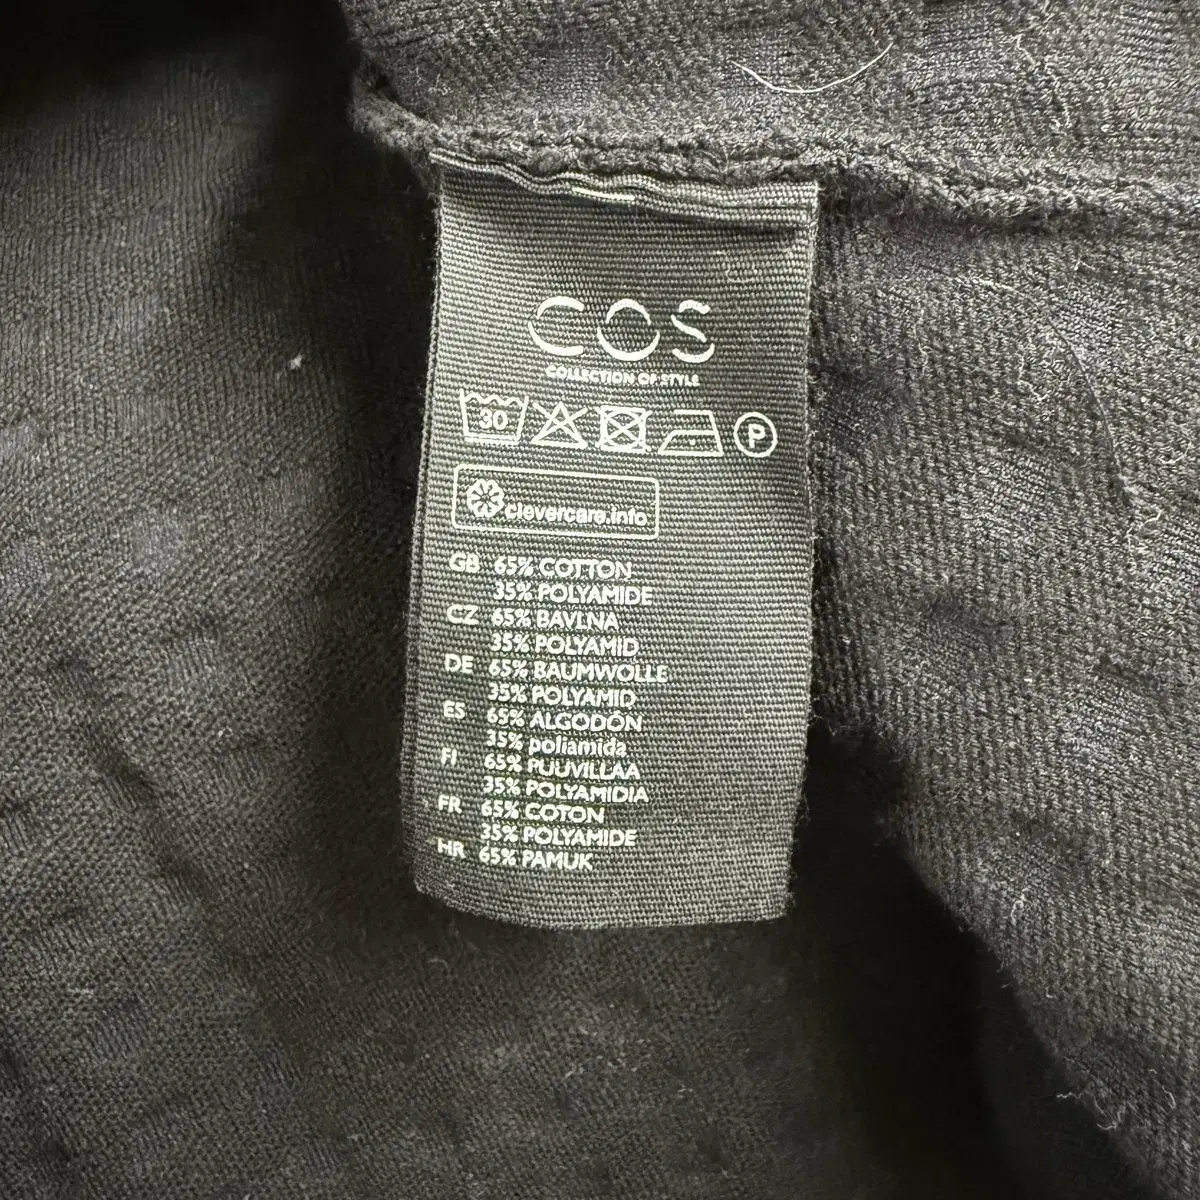 COS
COLLECTION OF STYLE
30 P
clevercare.info
GB 65% COTTON
35% POLYAMIDE
CZ 65% BAVLNA
35% POLYAMID
DE 65% BAUMWOLLE
35% POLYAMID
ES 65% ALGODÓN
35% poliamida
FI 65% PUUVILLAA
35% POLYAMIDIA
FR 65% COTON
35% POLYAMIDE
HR 65% PAMUK